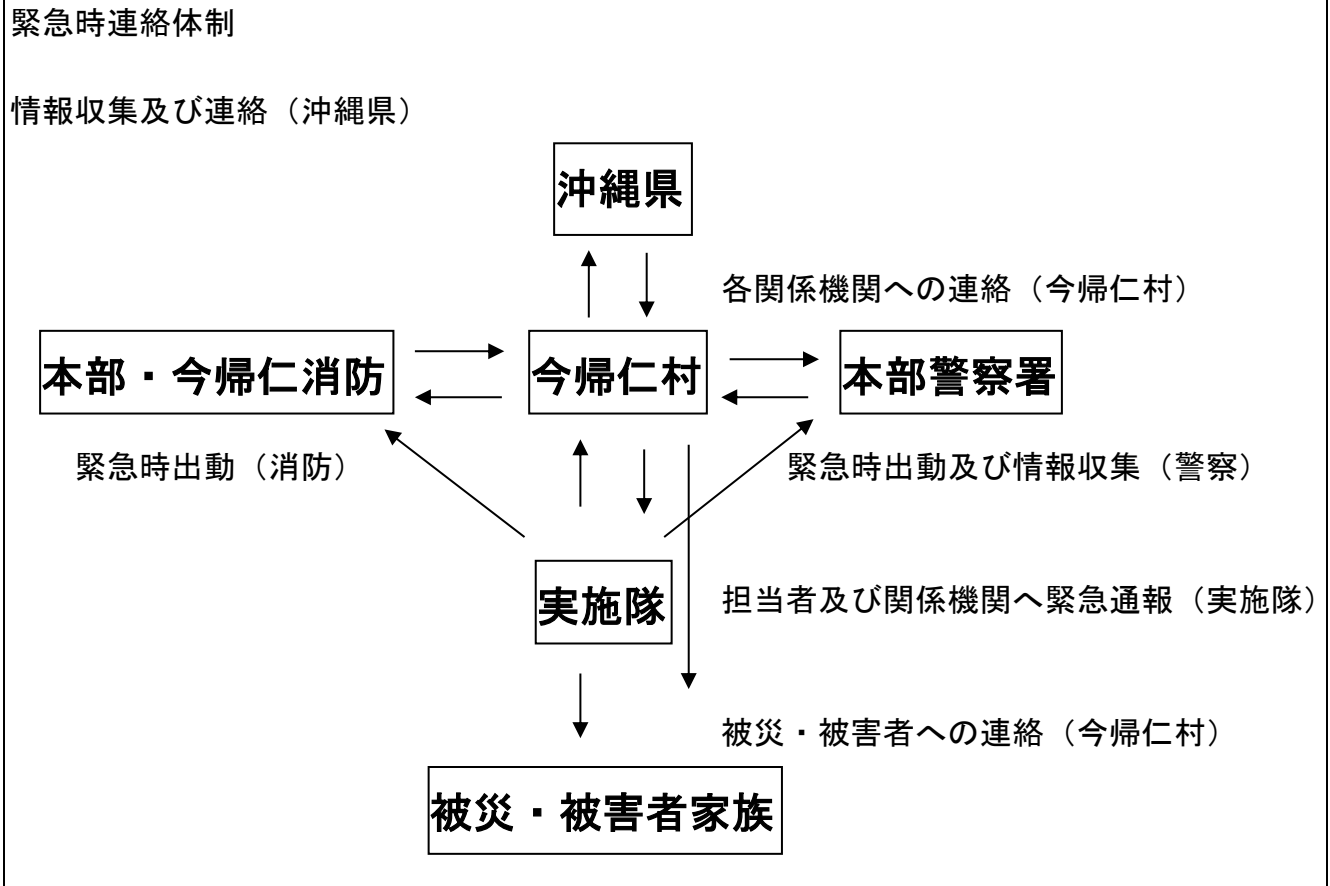 緊急時連絡体制
情報収集及び連絡（沖縄県）
沖縄県
各関係機関への連絡（今帰仁村）
本部・今帰仁消防
今帰仁村
本部警察署
緊急時出動（消防）
緊急時出動及び情報収集（警察）
実施隊
担当者及び関係機関へ緊急通報（実施隊）
被災・被害者への連絡（今帰仁村）
被災・被害者家族